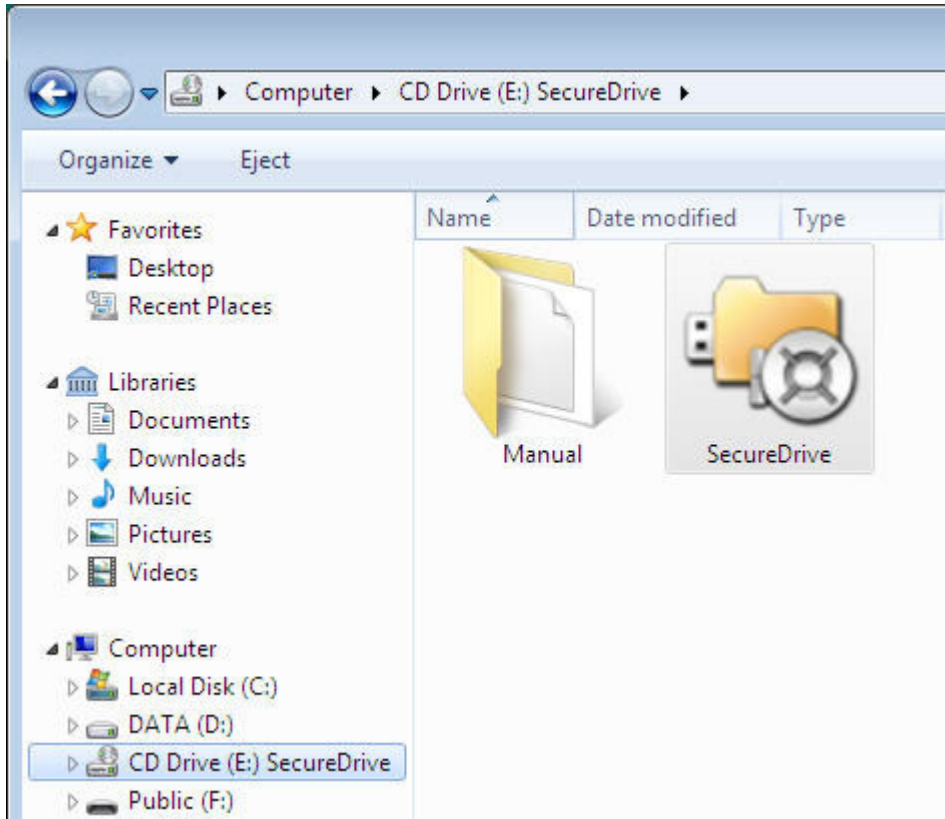 Computer CD Drive (E:) SecureDrive
Organize Eject
Favorites
Desktop
Recent Places
Libraries
Documents
Downloads
Music
Pictures
Videos
Computer
Local Disk (C:)
DATA (D:)
CD Drive (E:) SecureDrive
Public (F:)
Name Date modified Type
Manual SecureDrive